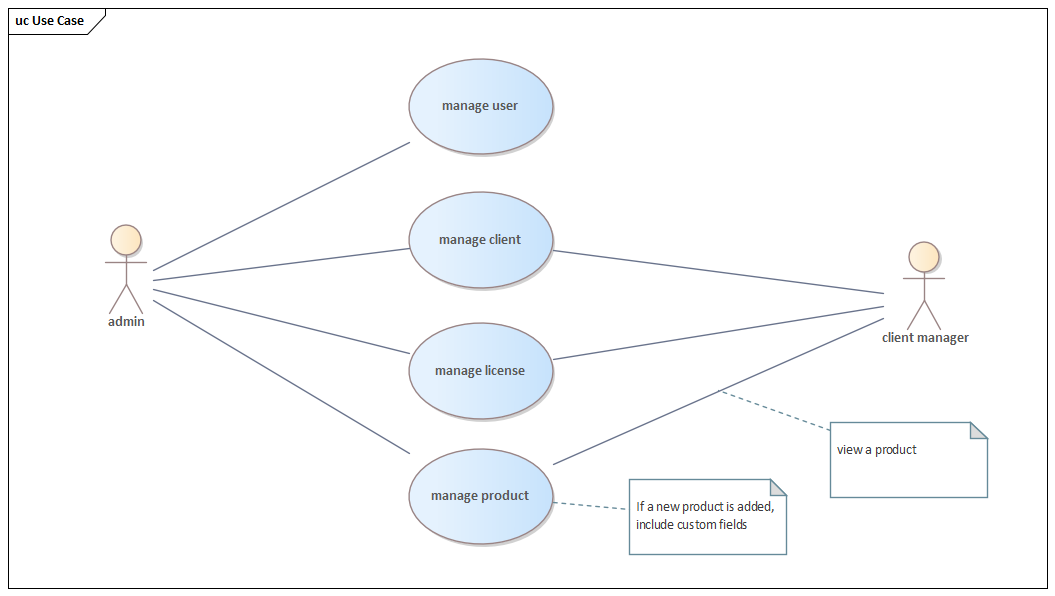 uc Use Case
manage user
manage client
admin
client manager
manage license
view a product
manage product
If a new product is added,
include custom fields